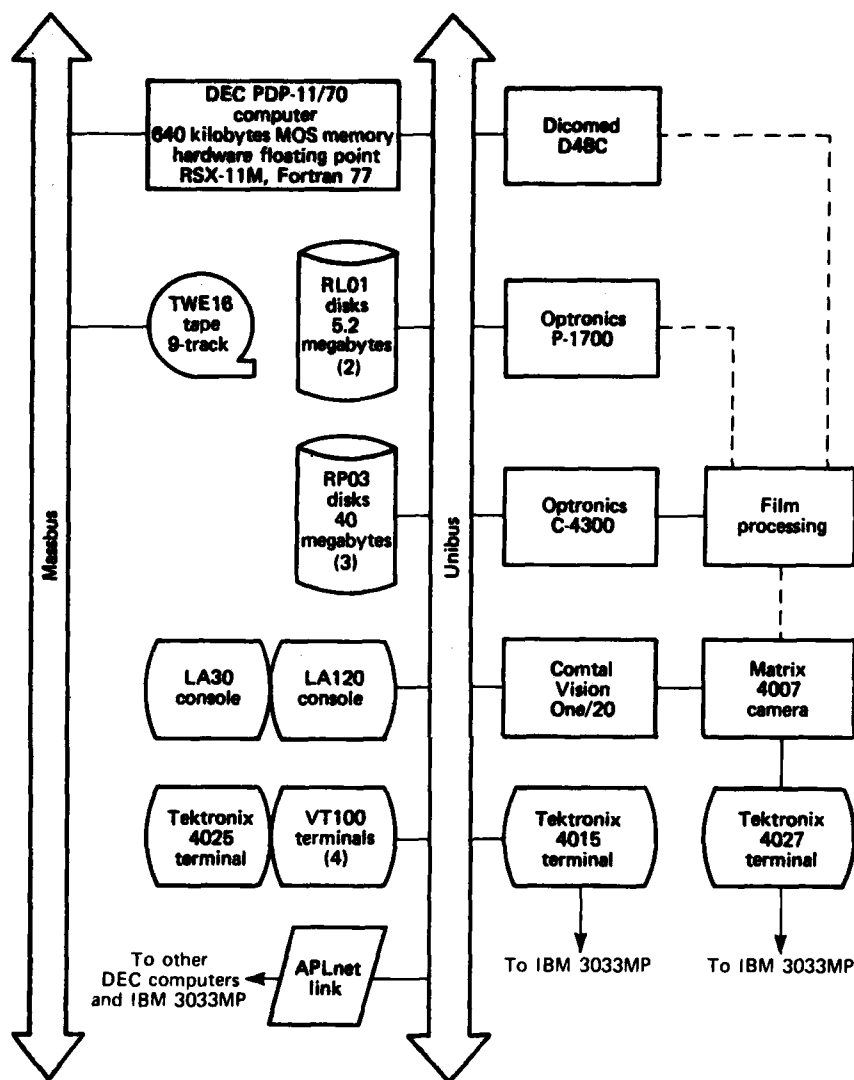 DEC PDP-11/70
computer
640 kilobytes MOS memory
hardware floating point
RSX-11M, Fortran 77
Dicomed
D48C
TWE16
tape
9-track
RL01
disks
5.2
megabytes
(2)
Optronics
P-1700
RP03
disks
40
megabytes
(3)
Optronics
C-4300
Film
processing
Massbus
Unibus
LA30
console
LA120
console
Comtal
Vision
One/20
Matrix
4007
camera
Tektronix
4025
terminal
VT100
terminals
(4)
Tektronix
4015
terminal
Tektronix
4027
terminal
To other
DEC computers
and IBM 3033MP
APLnet
link
To IBM 3033MP
To IBM 3033MP